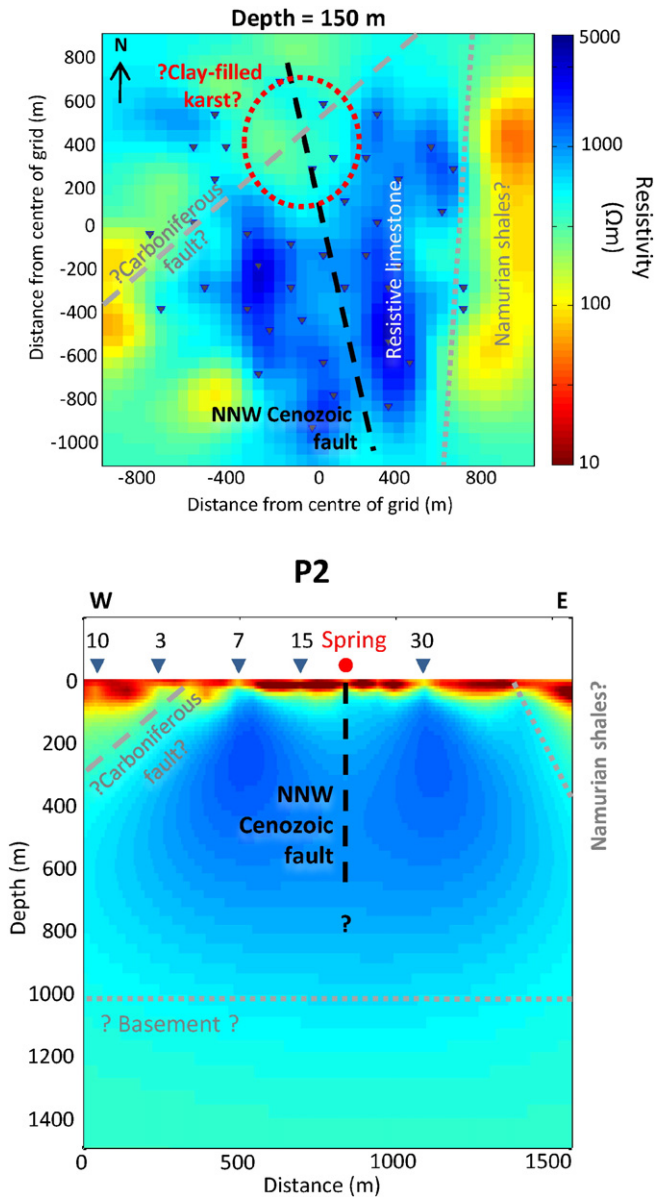 Depth = 150 m
N
?Clay-filled
karst?
?Carboniferous
fault?
Resistive limestone
Namurian shales?
NNW Cenozoic
fault
800
600
400
200
0
-200
-400
-600
-800
-1000
Distance from centre of grid (m)
-800
-400
0
400
800
Distance from centre of grid (m)
5000
1000
100
10
Resistivity
(Ωm)
P2
W
E
10
3
7
15
Spring
30
0
200
400
600
800
1000
1200
1400
Depth (m)
?Carboniferous
fault?
NNW
Cenozoic
fault
?
Namurian shales?
? Basement ?
0
500
1000
1500
Distance (m)